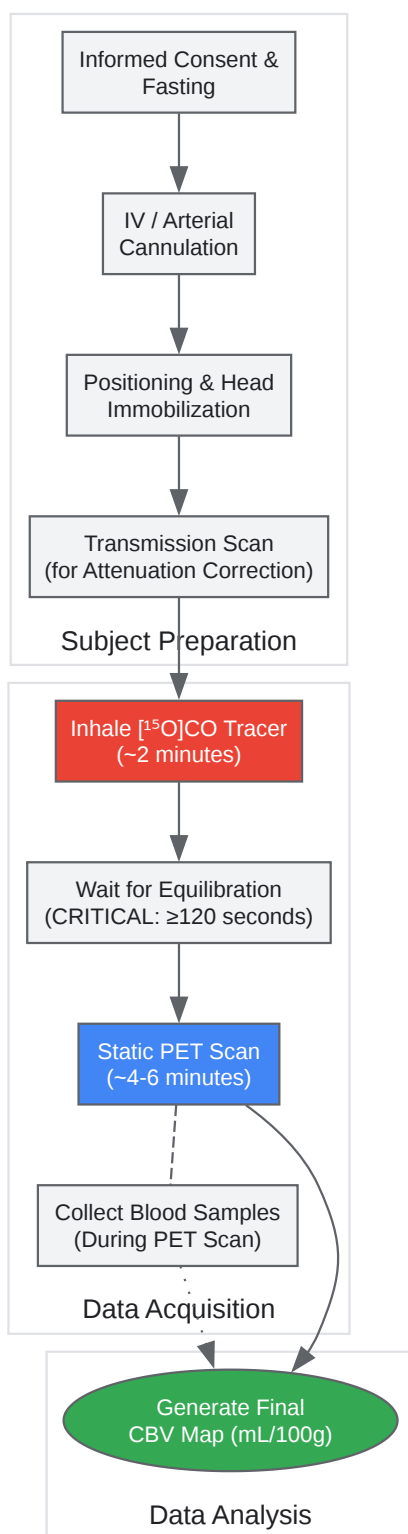 Informed Consent &
Fasting
IV / Arterial
Cannulation
Positioning & Head
Immobilization
Transmission Scan
(for Attenuation Correction)
Subject Preparation
Inhale [¹⁵O]CO Tracer
(~2 minutes)
Wait for Equilibration
(CRITICAL: ≥120 seconds)
Static PET Scan
(~4-6 minutes)
Collect Blood Samples
(During PET Scan)
Data Acquisition
Generate Final
CBV Map (mL/100g)
Data Analysis